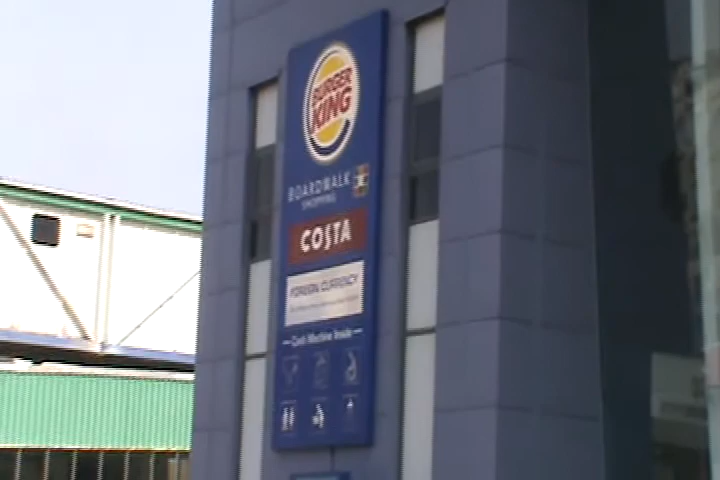 BURGER
KING
BOARDWALK
SHOPPING
COSTA
FOREIGN CURRENCY
Cash Machine Inside